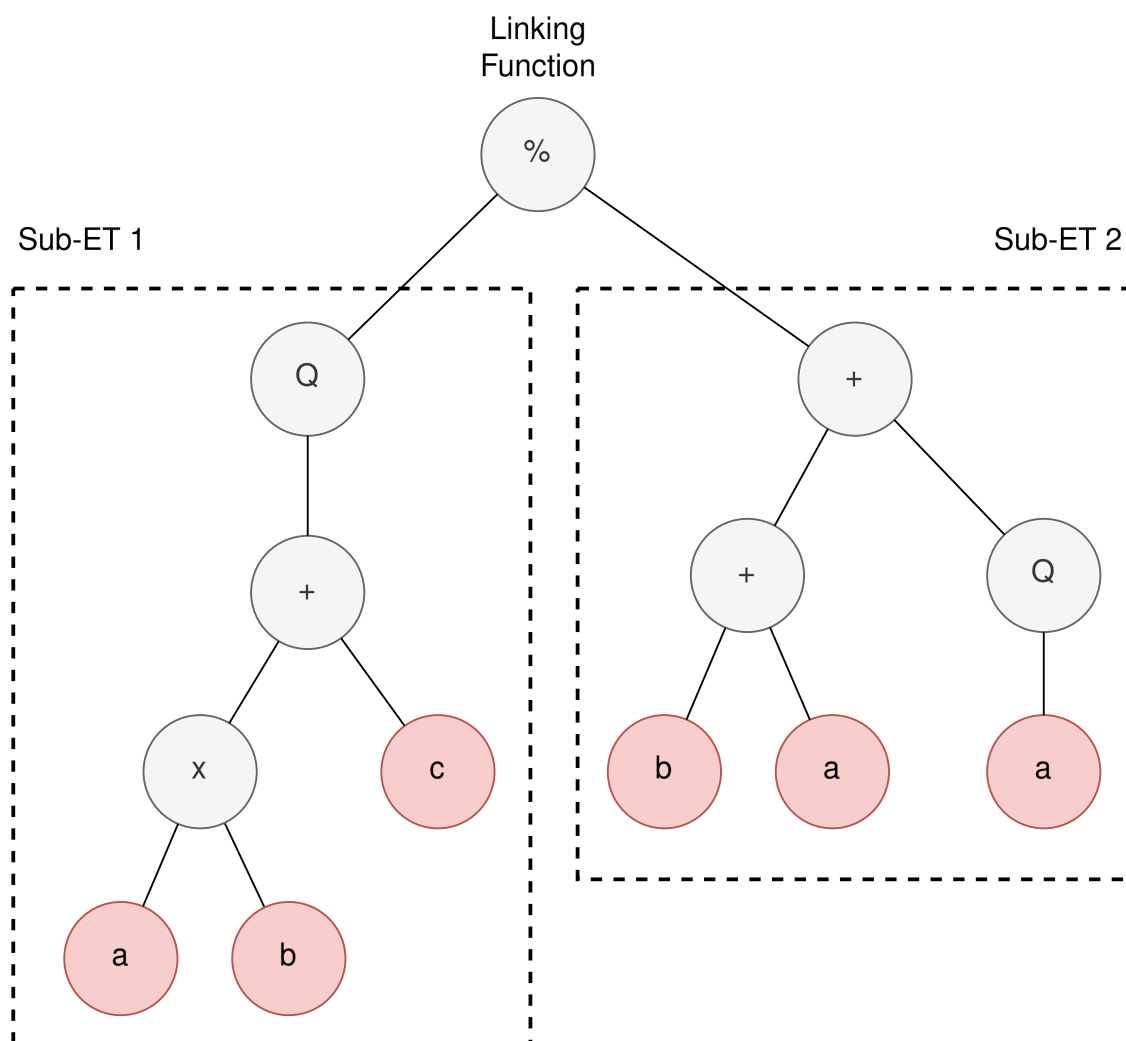 Linking
Function
%
Sub-ET 1
Sub-ET 2
Q
+
+
+
Q
x
c
b
a
a
a
b